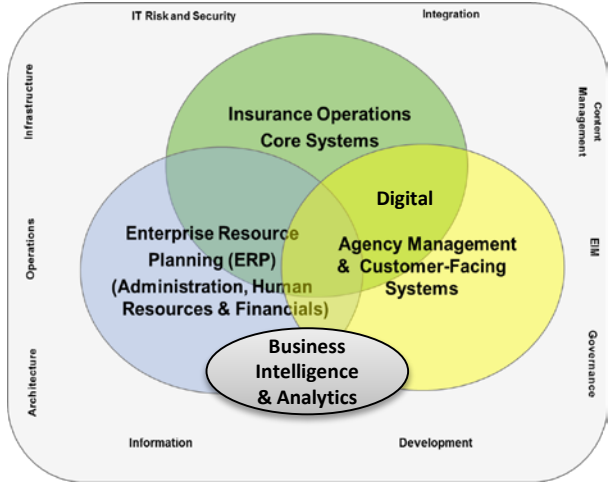 IT Risk and Security
Integration
Infrastructure
Content
Management
Insurance Operations
Core Systems
Digital
Operations
Enterprise Resource
Planning (ERP)
(Administration, Human
Resources & Financials)
Agency Management
& Customer-Facing
Systems
EIM
Architecture
Business
Intelligence
& Analytics
Governance
Information
Development